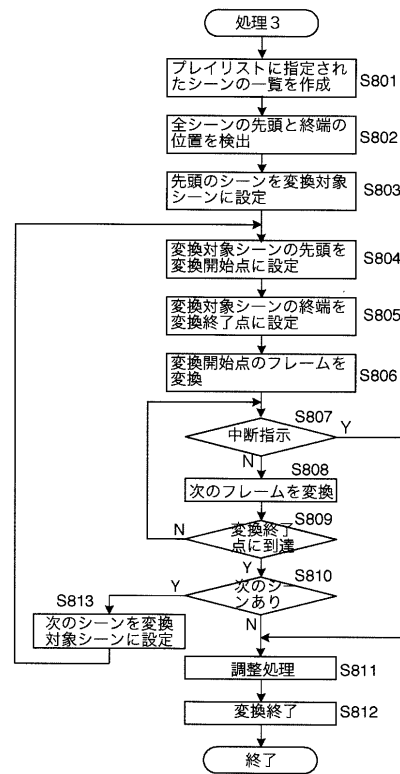 処理３
プレイリストに指定され
たシーンの一覧を作成
S801
全シーンの先頭と終端の
位置を検出
S802
先頭のシーンを変換対象
シーンに設定
S803
変換対象シーンの先頭を
変換開始点に設定
S804
変換対象シーンの終端を
変換終了点に設定
S805
変換開始点のフレームを
変換
S806
S807
中断指示
Y
N
S808
次のフレームを変換
S809
変換終了
点に到達
N
Y
S810
次のシー
ンあり
Y
N
S813
次のシーンを変換
対象シーンに設定
調整処理
S811
変換終了
S812
終了